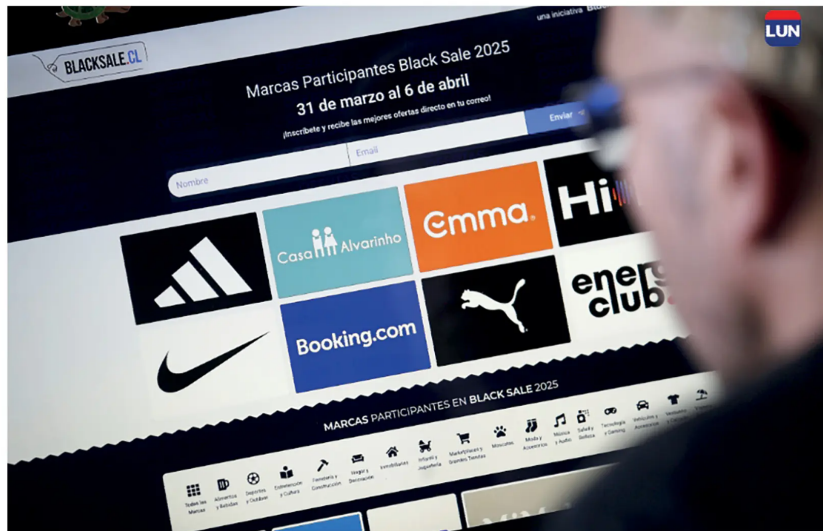 LUN
una iniciativa
BLACKSALE.CL
Marcas Participantes Black Sale 2025
31 de marzo al 6 de abril
¡Inscríbete y recibe las mejores ofertas directo en tu correo!
Nombre
Email
Enviar
Casa Alvarinho
emma
Hi
Booking.com
energy
club
MARCAS PARTICIPANTES EN BLACK SALE 2025
Todas las
Marcas
Alimentos
y Bebidas
Deportes
y Outdoor
Entretención
y Cultura
Ferretería y
Construcción
Hogar y
Decoración
Inmobiliarias
Infantil y
Juguetería
Marketplaces y
Grandes Tiendas
Mascotas
Moda y
Accesorios
Música
y Audio
Salud y
Belleza
Tecnología
y Gaming
Vehículos y
Accesorios